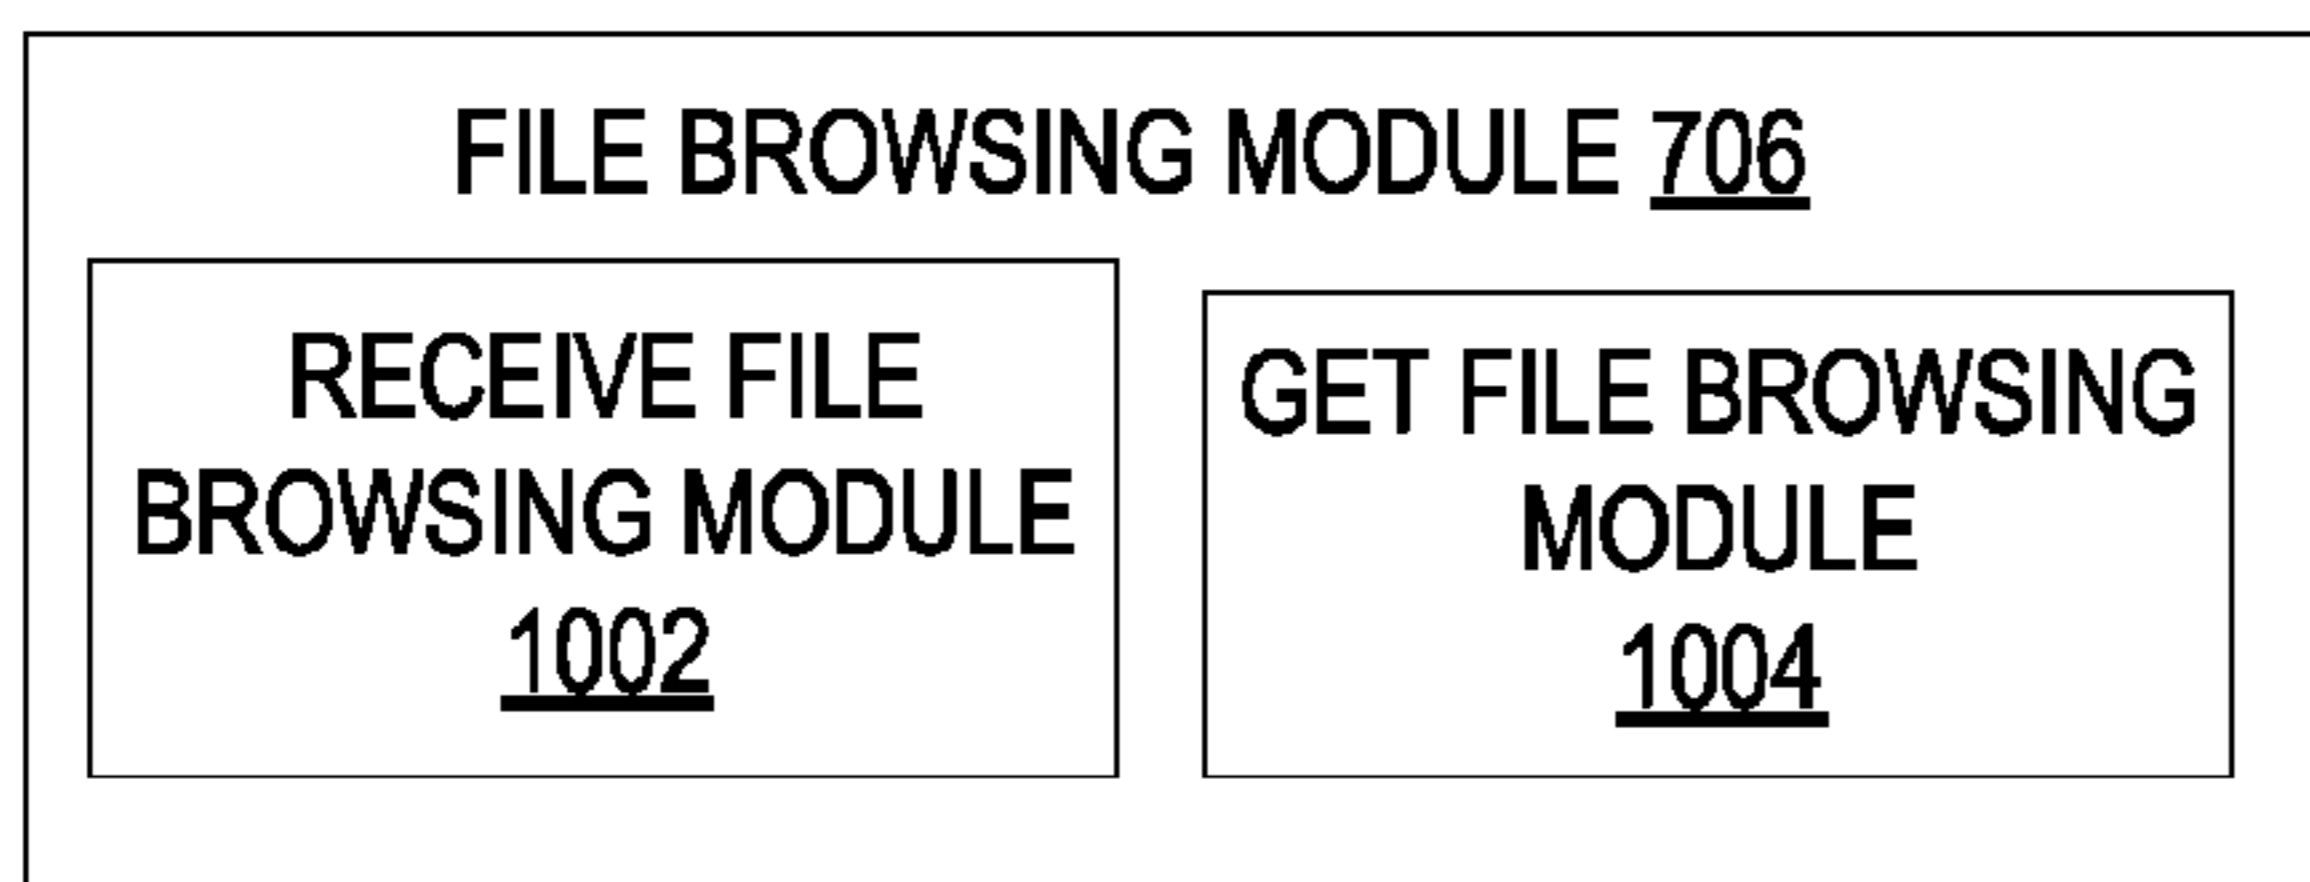 FILE BROWSING MODULE 706
RECEIVE FILE
BROWSING MODULE
1002
GET FILE BROWSING
MODULE
1004